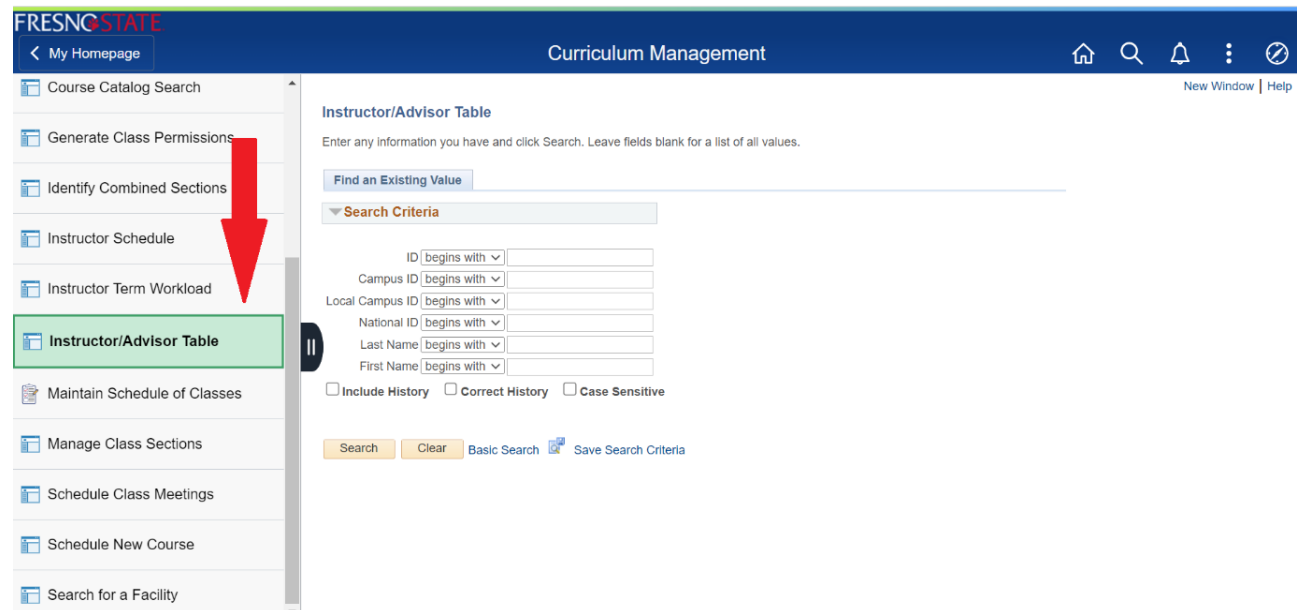 FRESNO STATE
My Homepage
Curriculum Management
New Window | Help
Course Catalog Search
Generate Class Permissions
Identify Combined Sections
Instructor Schedule
Instructor Term Workload
Instructor/Advisor Table
Maintain Schedule of Classes
Manage Class Sections
Schedule Class Meetings
Schedule New Course
Search for a Facility
Instructor/Advisor Table
Enter any information you have and click Search. Leave fields blank for a list of all values.
Find an Existing Value
Search Criteria
ID begins with
Campus ID begins with
Local Campus ID begins with
National ID begins with
Last Name begins with
First Name begins with
Include History Correct History Case Sensitive
Search Clear Basic Search Save Search Criteria